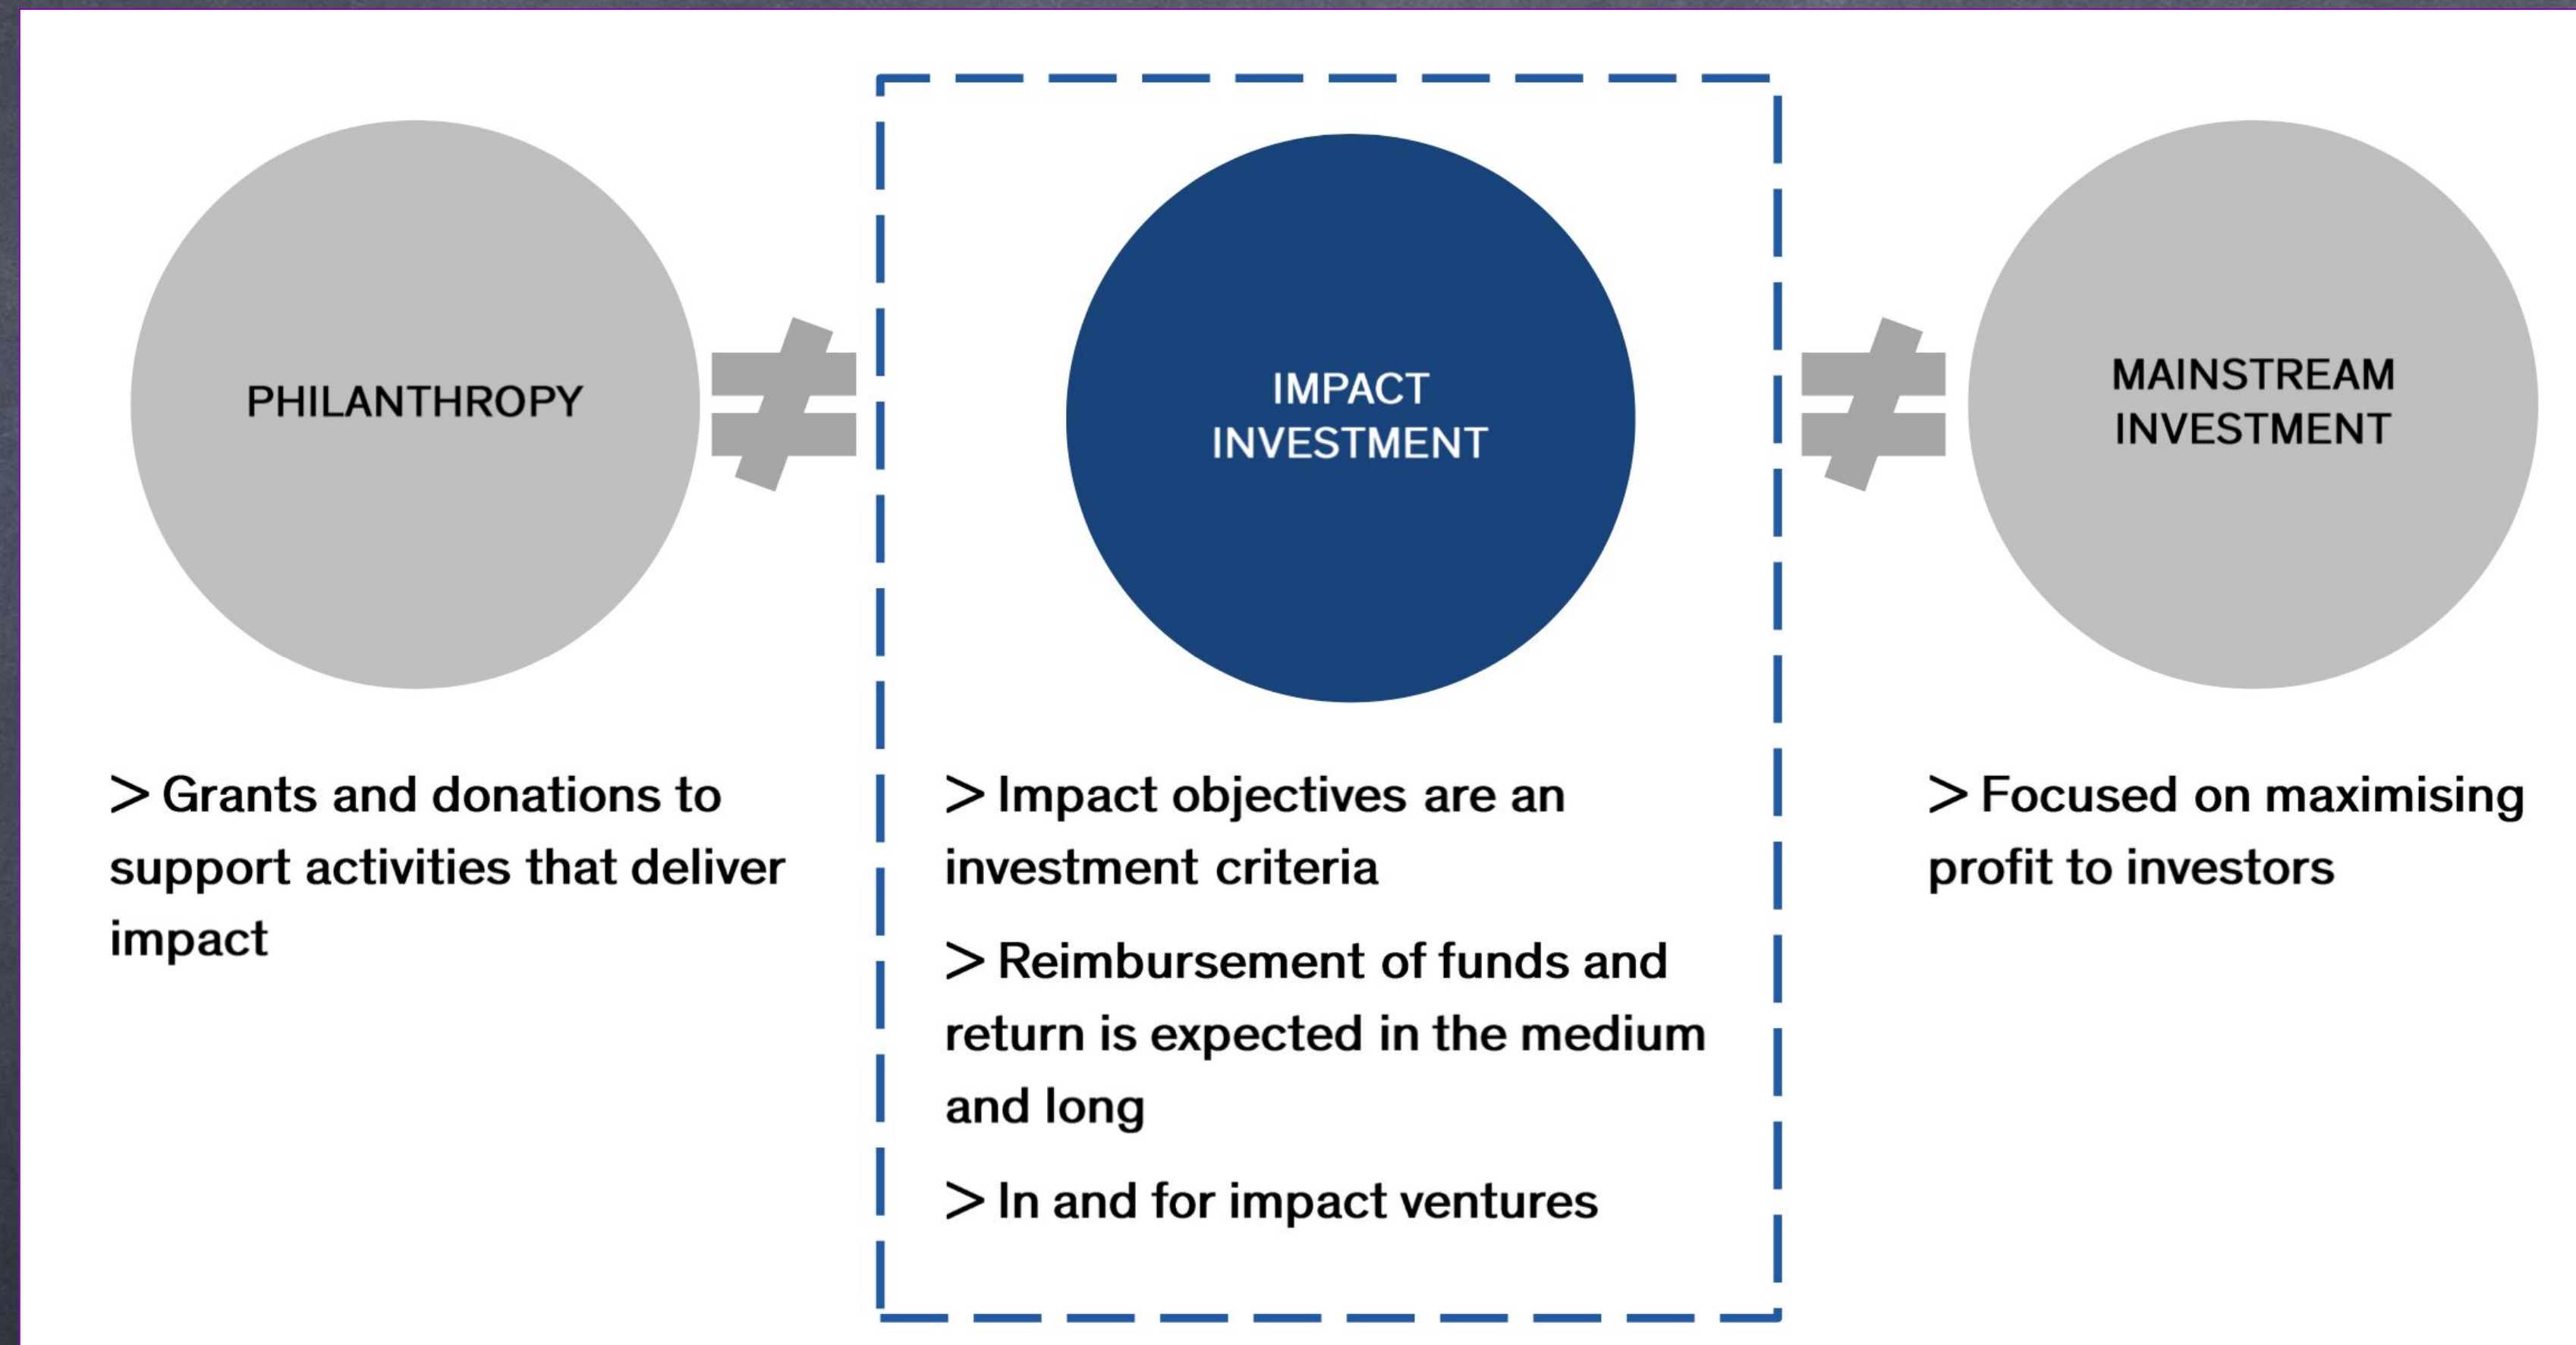 PHILANTHROPY
IMPACT
INVESTMENT
MAINSTREAM
INVESTMENT
> Grants and donations to
support activities that deliver
impact
> Impact objectives are an
investment criteria
> Reimbursement of funds and
return is expected in the medium
and long
> In and for impact ventures
> Focused on maximising
profit to investors